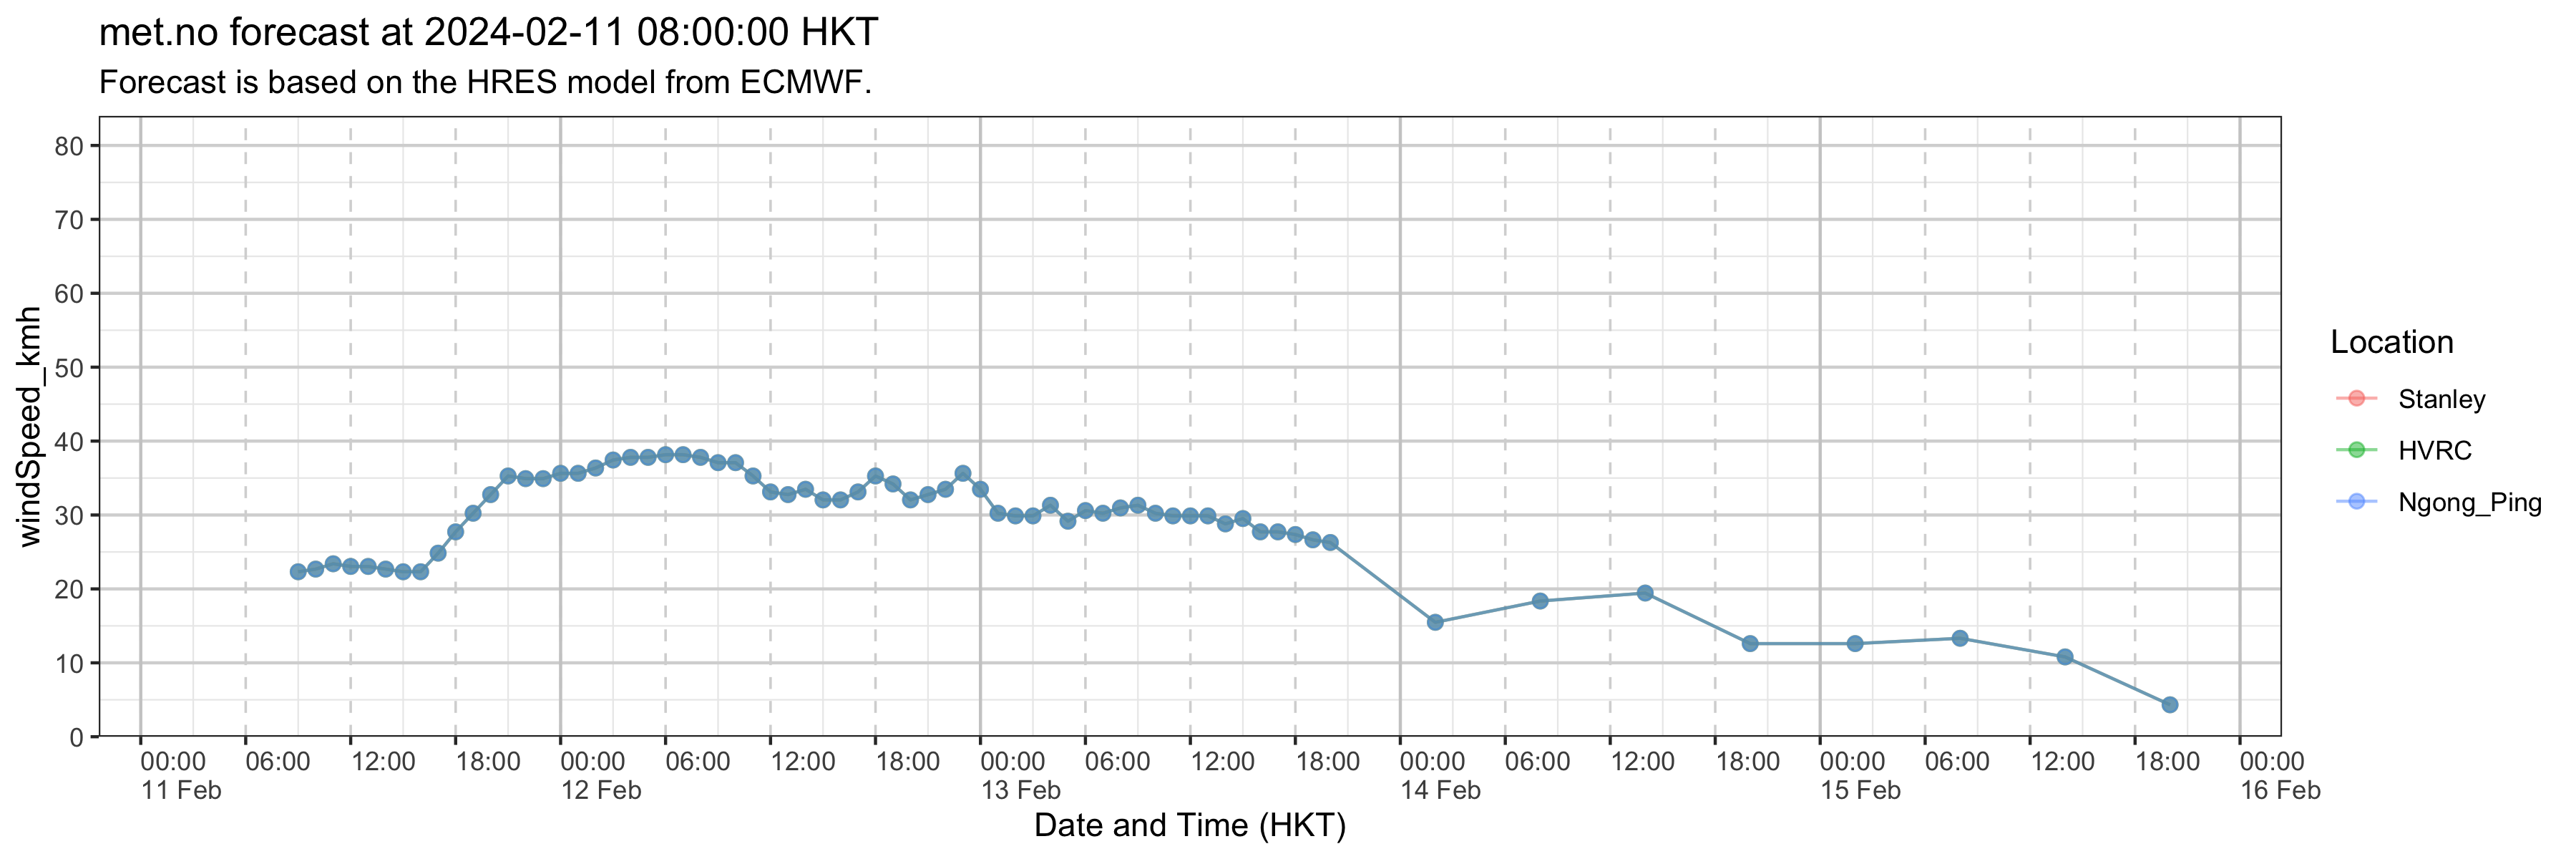 met.no forecast at 2024-02-11 08:00:00 HKT
Forecast is based on the HRES model from ECMWF.
windSpeed_kmh
80
70
60
50
40
30
20
10
0
00:00 06:00 12:00 18:00 00:00 06:00 12:00 18:00 00:00 06:00 12:00 18:00 00:00 06:00 12:00 18:00 00:00 06:00 12:00 18:00 00:00
11 Feb 12 Feb 13 Feb 14 Feb 15 Feb 16 Feb
Date and Time (HKT)
Location
Stanley
HVRC
Ngong_Ping